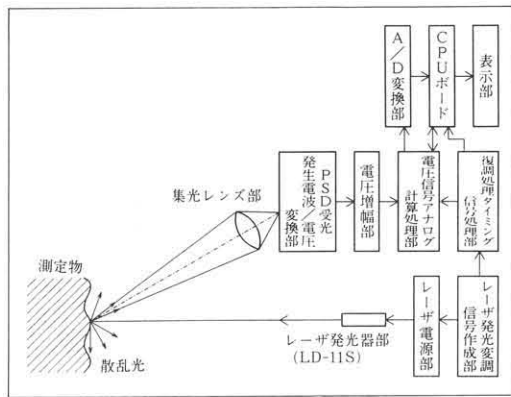 A／D変換部
CPUボード
表示部
PSD受光
発生電波／電圧
変換部
電圧増幅部
電圧信号アナログ
計算処理部
復調処理タイミング
信号処理部
集光レンズ部
測定物
散乱光
レーザ発光器部
(LD-11S)
レーザ電源部
レーザ発光変調
信号作成部